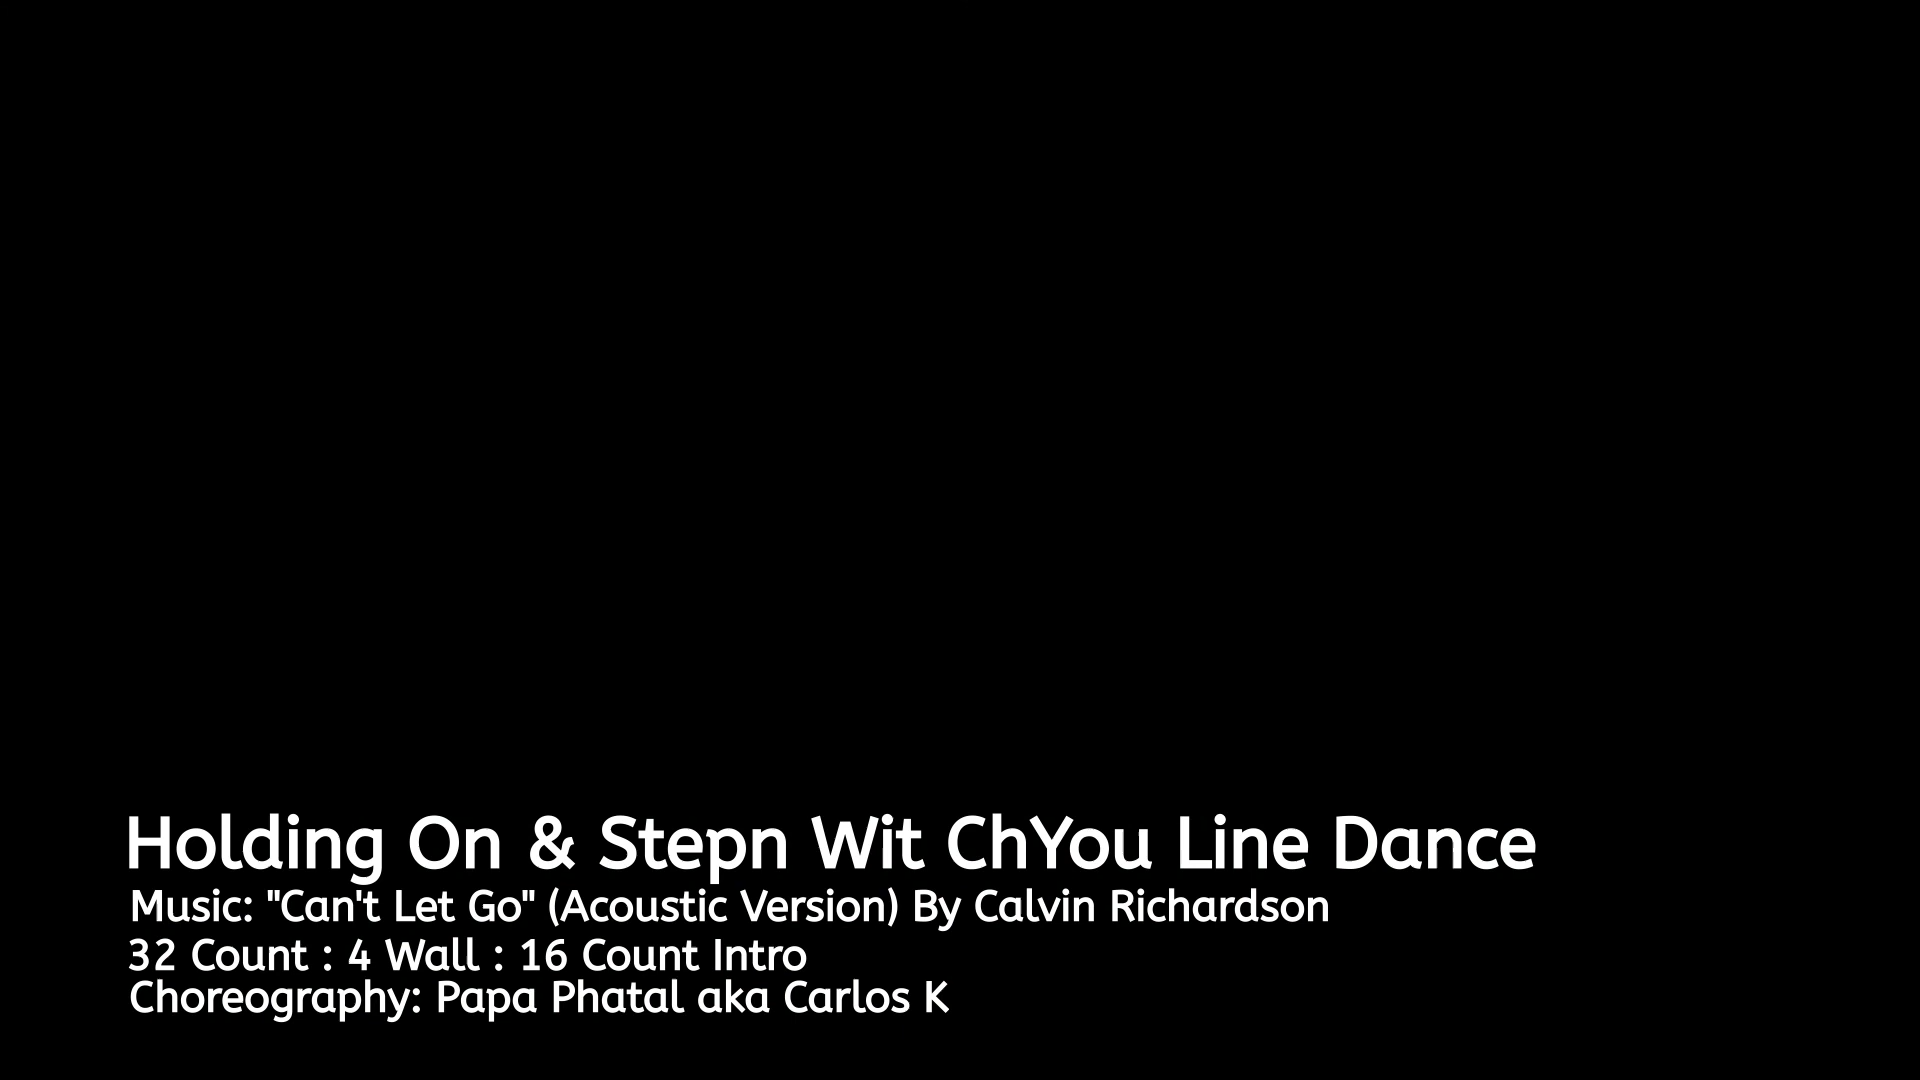 Holding On & Stepn Wit ChYou Line Dance
Music: "Can't Let Go" (Acoustic Version) By Calvin Richardson
32 Count : 4 Wall : 16 Count Intro
Choreography: Papa Phatal aka Carlos K